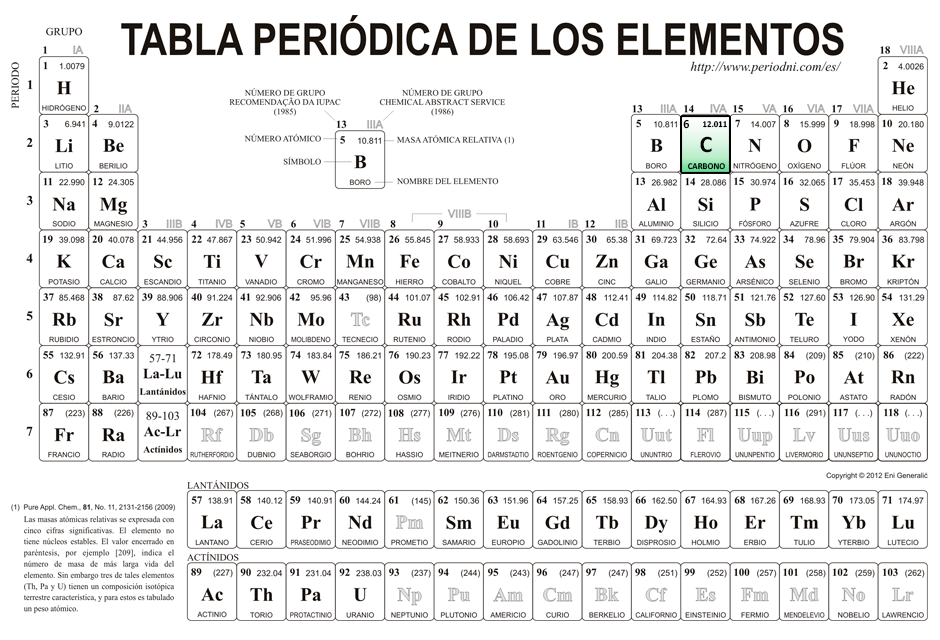 TABLA PERIÓDICA DE LOS ELEMENTOS
http://www.periodni.com/es/
GRUPO
PERIODO
1 IA
18 VIIIA
1 1.0079 2 4.0026
1 H He
HIDRÓGENO HELIO
NÚMERO DE GRUPO
RECOMENDAÇÃO DA IUPAC
(1985)
NÚMERO DE GRUPO
CHEMICAL ABSTRACT SERVICE
(1986)
13 IIIA
NÚMERO ATÓMICO 5 10.811 MASA ATÓMICA RELATIVA (1)
SÍMBOLO B
BORO NOMBRE DEL ELEMENTO
2 IIA 13 IIIA 14 IVA 15 VA 16 VIA 17 VIIA
3 6.941 4 9.0122 5 10.811 6 12.011 7 14.007 8 15.999 9 18.998 10 20.180
2 Li Be B C N O F Ne
LITIO BERILIO BORO CARBONO NITRÓGENO OXÍGENO FLÚOR NEÓN
11 22.990 12 24.305 13 26.982 14 28.086 15 30.974 16 32.065 17 35.453 18 39.948
3 Na Mg Al Si P S Cl Ar
SODIO MAGNESIO ALUMINIO SILICIO FÓSFORO AZUFRE CLORO ARGÓN
VIIIB
3 IIIB 4 IVB 5 VB 6 VIB 7 VIIB 8 9 10 11 IB 12 IIB
19 39.098 20 40.078 21 44.956 22 47.867 23 50.942 24 51.996 25 54.938 26 55.845 27 58.933 28 58.693 29 63.546 30 65.38 31 69.723 32 72.64 33 74.922 34 78.96 35 79.904 36 83.798
4 K Ca Sc Ti V Cr Mn Fe Co Ni Cu Zn Ga Ge As Se Br Kr
POTASIO CALCIO ESCANDIO TITANIO VANADIO CROMO MANGANESO HIERRO COBALTO NIQUEL COBRE CINC GALIO GERMANIO ARSÉNICO SELENIO BROMO KRIPTÓN
37 85.468 38 87.62 39 88.906 40 91.224 41 92.906 42 95.96 43 (98) 44 101.07 45 102.91 46 106.42 47 107.87 48 112.41 49 114.82 50 118.71 51 121.76 52 127.60 53 126.90 54 131.29
5 Rb Sr Y Zr Nb Mo Tc Ru Rh Pd Ag Cd In Sn Sb Te I Xe
RUBIDIO ESTRONCIO YTRIO CIRCONIO NIOBIO MOLIBDENO TECNECIO RUTENIO RODIO PALADIO PLATA CADMIO INDIO ESTAÑO ANTIMONIO TELURO YODO XENÓN
55 132.91 56 137.33 57-71 72 178.49 73 180.95 74 183.84 75 186.21 76 190.23 77 192.22 78 195.08 79 196.97 80 200.59 81 204.38 82 207.2 83 208.98 84 (209) 85 (210) 86 (222)
6 Cs Ba La-Lu Hf Ta W Re Os Ir Pt Au Hg Tl Pb Bi Po At Rn
CESIO BARIO Lantánidos HAFNIO TÁNTALO WOLFRAMIO RENIO OSMIO IRIDIO PLATINO ORO MERCURIO TALIO PLOMO BISMUTO POLONIO ASTATO RADÓN
87 (223) 88 (226) 89-103 104 (267) 105 (268) 106 (271) 107 (272) 108 (277) 109 (276) 110 (281) 111 (280) 112 (285) 113 (...) 114 (287) 115 (...) 116 (291) 117 (...) 118 (...)
7 Fr Ra Ac-Lr Rf Db Sg Bh Hs Mt Ds Rg Cn Uut Fl Uup Lv Uus Uuo
FRANCIO RADIO Actínidos RUTHERFORDIO DUBNIO SEABORGIO BOHRIO HASSIO MEITNERIO DARMSTADTIO ROENTGENIO COPERNICIO UNUNTRIO FLEROVIO UNUNPENTIO LIVERMORIO UNUNSEPTIO UNUNOCTIO
Copyright © 2012 Eni Generalić
LANTÁNIDOS
57 138.91 58 140.12 59 140.91 60 144.24 61 (145) 62 150.36 63 151.96 64 157.25 65 158.93 66 162.50 67 164.93 68 167.26 69 168.93 70 173.05 71 174.97
La Ce Pr Nd Pm Sm Eu Gd Tb Dy Ho Er Tm Yb Lu
LANTANO CERIO PRASEODIMIO NEODIMIO PROMETIO SAMARIO EUROPIO GADOLINIO TERBIO DISPROSIO HOLMIO ERBIO TULIO YTERBIO LUTECIO
ACTÍNIDOS
89 (227) 90 232.04 91 231.04 92 238.03 93 (237) 94 (244) 95 (243) 96 (247) 97 (247) 98 (251) 99 (252) 100 (257) 101 (258) 102 (259) 103 (262)
Ac Th Pa U Np Pu Am Cm Bk Cf Es Fm Md No Lr
ACTINIO TORIO PROTACTINIO URANIO NEPTUNIO PLUTONIO AMERICIO CURIO BERKELIO CALIFORNIO EINSTEINIO FERMIO MENDELEVIO NOBELIO LAWRENCIO
(1) Pure Appl. Chem., 81, No. 11, 2131-2156 (2009)
Las masas atómicas relativas se expresan con
cinco cifras significativas. El elemento no
tiene núcleos estables. El valor encerrado en
paréntesis, por ejemplo [209], indica el
número de masa de más larga vida del
elemento. Sin embargo tres de tales elementos
(Th, Pa y U) tienen un composición isotópica
terrestre característica, y para estos es tabulado
un peso atómico.